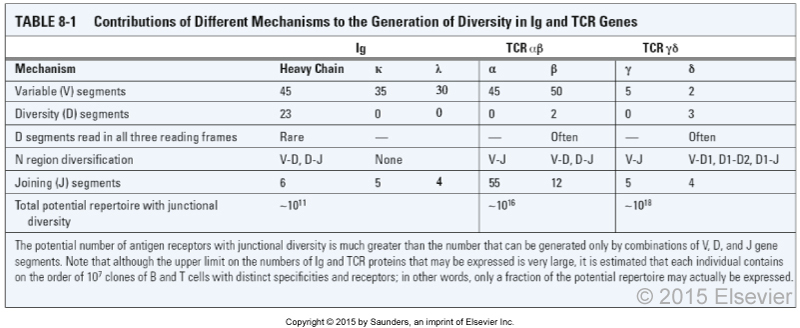 TABLE 8-1 Contributions of Different Mechanisms to the Generation of Diversity in Ig and TCR Genes
Ig TCR αβ TCR γδ
Mechanism Heavy Chain κ λ α β γ δ
Variable (V) segments 45 35 30 45 50 5 2
Diversity (D) segments 23 0 0 0 2 0 3
D segments read in all three reading frames Rare — — Often — Often
N region diversification V-D, D-J None V-J V-D, D-J V-J V-D1, D1-D2, D1-J
Joining (J) segments 6 5 4 55 12 5 4
Total potential repertoire with junctional ~10¹¹ ~10¹⁶ ~10¹⁸
diversity
The potential number of antigen receptors with junctional diversity is much greater than the number that can be generated only by combinations of V, D, and J gene
segments. Note that although the upper limit on the numbers of Ig and TCR proteins that may be expressed is very large, it is estimated that each individual contains
on the order of 10⁷ clones of B and T cells with distinct specificities and receptors; in other words, only a fraction of the potential repertoire may actually be expressed.
© 2015 Elsevier
Copyright © 2015 by Saunders, an imprint of Elsevier Inc.